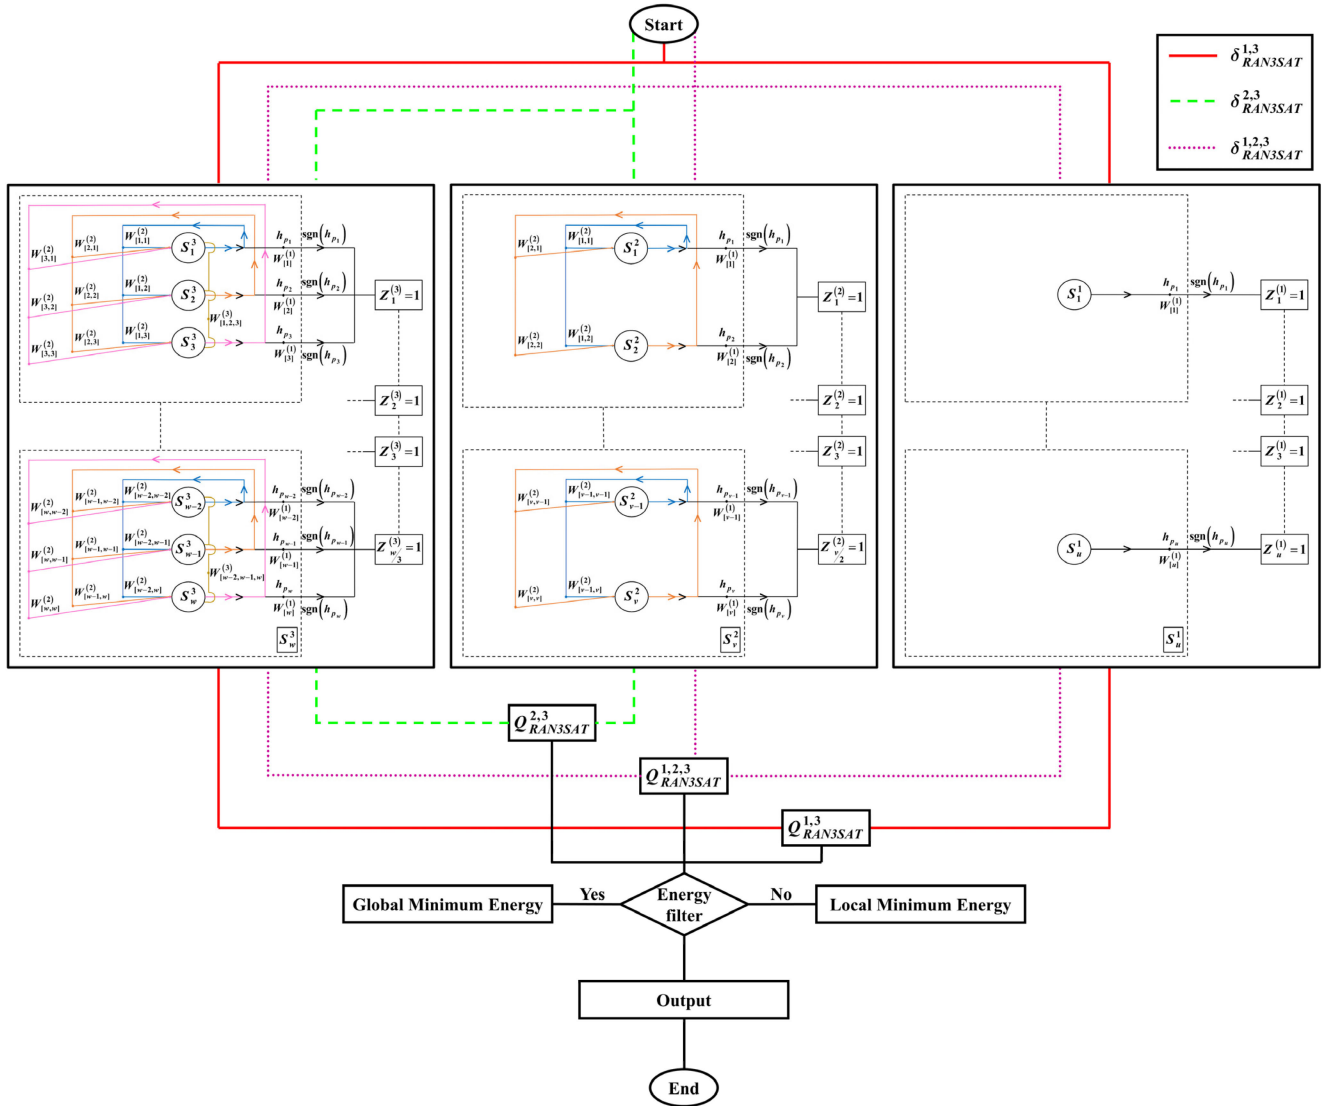 Start
δ^{1,3}_{RAN3SAT}
δ^{2,3}_{RAN3SAT}
δ^{1,2,3}_{RAN3SAT}
W^{(2)}_{[3,1]} W^{(2)}_{[2,1]} W^{(2)}_{[1,1]} S^3_1 h_{p_1} W^{(1)}_{[1]} sgn(h_{p_1})
W^{(2)}_{[3,2]} W^{(2)}_{[2,2]} W^{(2)}_{[1,2]} S^3_2 h_{p_2} W^{(1)}_{[2]} sgn(h_{p_2}) Z^{(3)}_1=1
W^{(3)}_{[1,2,3]}
W^{(2)}_{[3,3]} W^{(2)}_{[2,3]} W^{(2)}_{[1,3]} S^3_3 h_{p_3} W^{(1)}_{[3]} sgn(h_{p_3})
Z^{(3)}_2=1
Z^{(3)}_3=1
W^{(2)}_{[w,w-2]} W^{(2)}_{[w-1,w-2]} W^{(2)}_{[w-2,w-2]} S^3_{w-2} h_{p_{w-2}} W^{(1)}_{[w-2]} sgn(h_{p_{w-2}})
W^{(2)}_{[w,w-1]} W^{(2)}_{[w-1,w-1]} W^{(2)}_{[w-2,w-1]} S^3_{w-1} h_{p_{w-1}} W^{(1)}_{[w-1]} sgn(h_{p_{w-1}}) Z^{(3)}_{w/3}=1
W^{(3)}_{[w-2,w-1,w]}
W^{(2)}_{[w,w]} W^{(2)}_{[w-1,w]} W^{(2)}_{[w-2,w]} S^3_w h_{p_w} W^{(1)}_{[w]} sgn(h_{p_w})
S^3_w
W^{(2)}_{[2,1]} W^{(2)}_{[1,1]} S^2_1 h_{p_1} W^{(1)}_{[1]} sgn(h_{p_1})
Z^{(2)}_1=1
W^{(2)}_{[2,2]} W^{(2)}_{[1,2]} S^2_2 h_{p_2} W^{(1)}_{[2]} sgn(h_{p_2})
Z^{(2)}_2=1
Z^{(2)}_3=1
W^{(2)}_{[v,v-1]} W^{(2)}_{[v-1,v-1]} S^2_{v-1} h_{p_{v-1}} W^{(1)}_{[v-1]} sgn(h_{p_{v-1}})
Z^{(2)}_{v/2}=1
W^{(2)}_{[v,v]} W^{(2)}_{[v-1,v]} S^2_v h_{p_v} W^{(1)}_{[v]} sgn(h_{p_v})
S^2_v
S^1_1 h_{p_1} W^{(1)}_{[1]} sgn(h_{p_1}) Z^{(1)}_1=1
Z^{(1)}_2=1
Z^{(1)}_3=1
S^1_u h_{p_u} W^{(1)}_{[u]} sgn(h_{p_u}) Z^{(1)}_u=1
S^1_u
Q^{2,3}_{RAN3SAT}
Q^{1,2,3}_{RAN3SAT}
Q^{1,3}_{RAN3SAT}
Global Minimum Energy
Yes
Energy
filter
No
Local Minimum Energy
Output
End